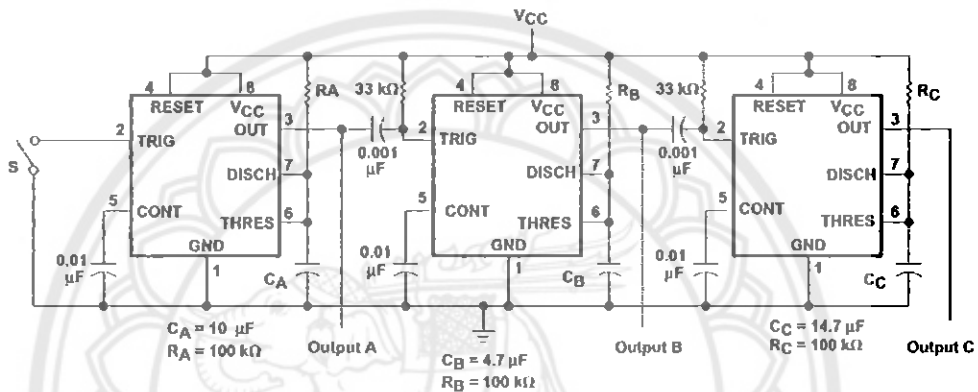 VCC
4 8
RESET VCC
2 TRIG
OUT 3
DISCH 7
5 CONT
THRES 6
GND
1
S
0.01 µF
RA
CA
33 kΩ
0.001 µF
4 8
RESET VCC
2 TRIG
OUT 3
DISCH 7
5 CONT
THRES 6
GND
1
0.01 µF
RB
CB
33 kΩ
0.001 µF
4 8
RESET VCC
2 TRIG
OUT 3
DISCH 7
5 CONT
THRES 6
GND
1
0.01 µF
RC
CC
CA = 10 µF
RA = 100 kΩ
Output A
CB = 4.7 µF
RB = 100 kΩ
Output B
CC = 14.7 µF
RC = 100 kΩ
Output C